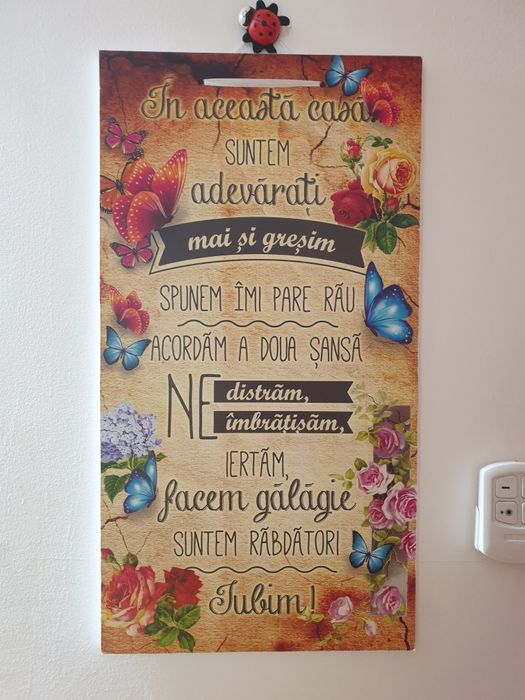 În această casă
SUNTEM
adevărați
mai și greșim
SPUNEM ÎMI PARE RĂU
ACORDĂM A DOUA ȘANSĂ
NE distrăm,
îmbrățișăm,
IERTĂM,
facem gălăgie
SUNTEM RĂBDĂTORI
Iubim!